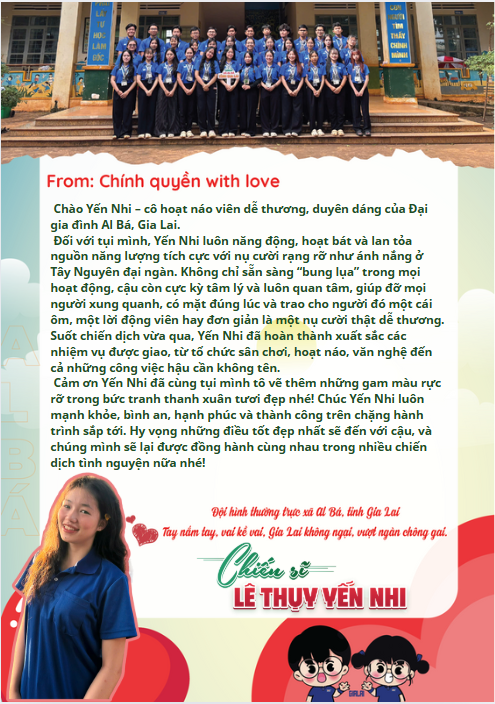 From: Chính quyền with love
Chào Yến Nhi – cô hoạt náo viên dễ thương, duyên dáng của Đại
gia đình Al Bá, Gia Lai.
Đối với tụi mình, Yến Nhi luôn năng động, hoạt bát và lan tỏa
nguồn năng lượng tích cực với nụ cười rạng rỡ như ánh nắng ở
Tây Nguyên đại ngàn. Không chỉ sẵn sàng “bung lụa” trong mọi
hoạt động, cậu còn cực kỳ tâm lý và luôn quan tâm, giúp đỡ mọi
người xung quanh, có mặt đúng lúc và trao cho người đó một cái
ôm, một lời động viên hay đơn giản là một nụ cười thật dễ thương.
Suốt chiến dịch vừa qua, Yến Nhi đã hoàn thành xuất sắc các
nhiệm vụ được giao, từ tổ chức sân chơi, hoạt náo, văn nghệ đến
cả những công việc hậu cần không tên.
Cảm ơn Yến Nhi đã cùng tụi mình tô vẽ thêm những gam màu rực
rỡ trong bức tranh thanh xuân tươi đẹp nhé! Chúc Yến Nhi luôn
mạnh khỏe, bình an, hạnh phúc và thành công trên chặng hành
trình sắp tới. Hy vọng những điều tốt đẹp nhất sẽ đến với cậu, và
chúng mình sẽ lại được đồng hành cùng nhau trong nhiều chiến
dịch tình nguyện nữa nhé!
Đội hình thường trực xã Al Bá, tỉnh Gia Lai
Tay nắm tay, vai kề vai, Gia Lai không ngại, vượt ngàn chông gai.
Chiến sĩ
LÊ THỤY YẾN NHI
AL BÁ